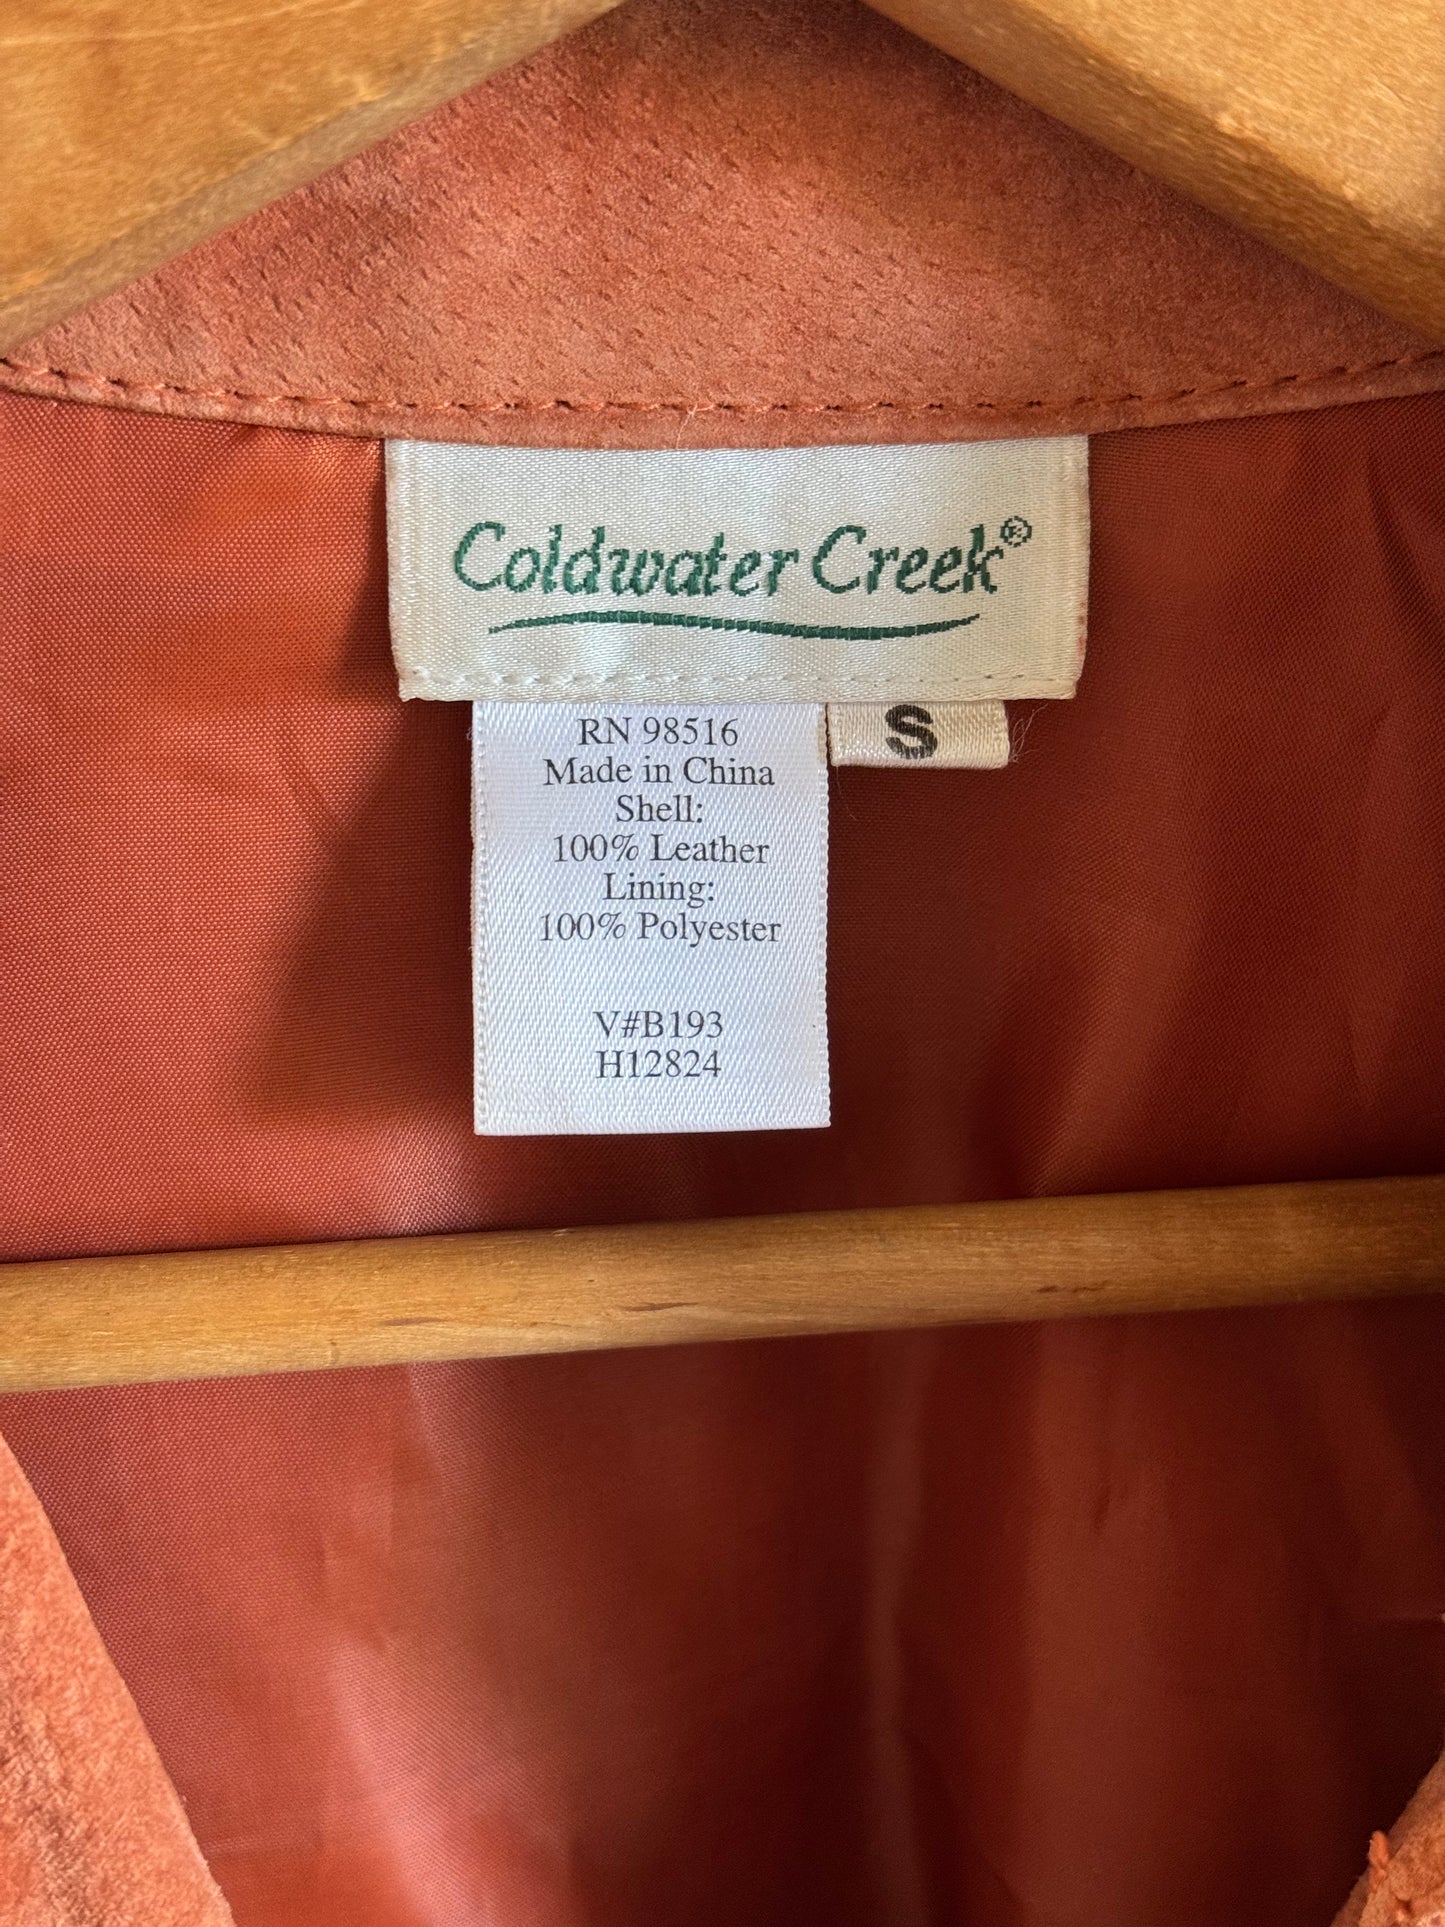 Coldwater Creek®
S
RN 98516
Made in China
Shell:
100% Leather
Lining:
100% Polyester
V#B193
H12824